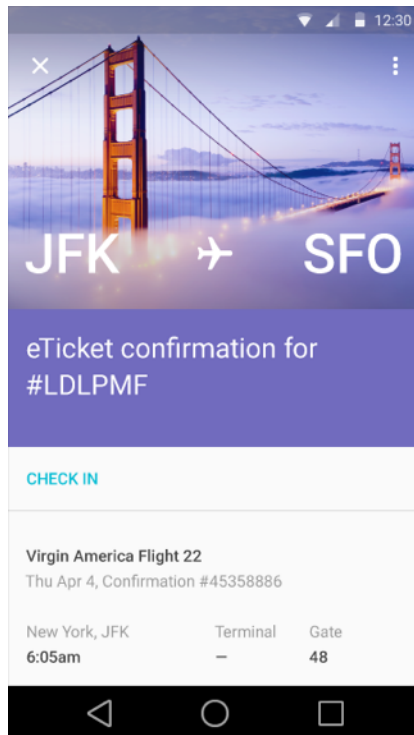 12:30
JFK SFO
eTicket confirmation for
#LDLPMF
CHECK IN
Virgin America Flight 22
Thu Apr 4, Confirmation #45358886
New York, JFK Terminal Gate
6:05am – 48